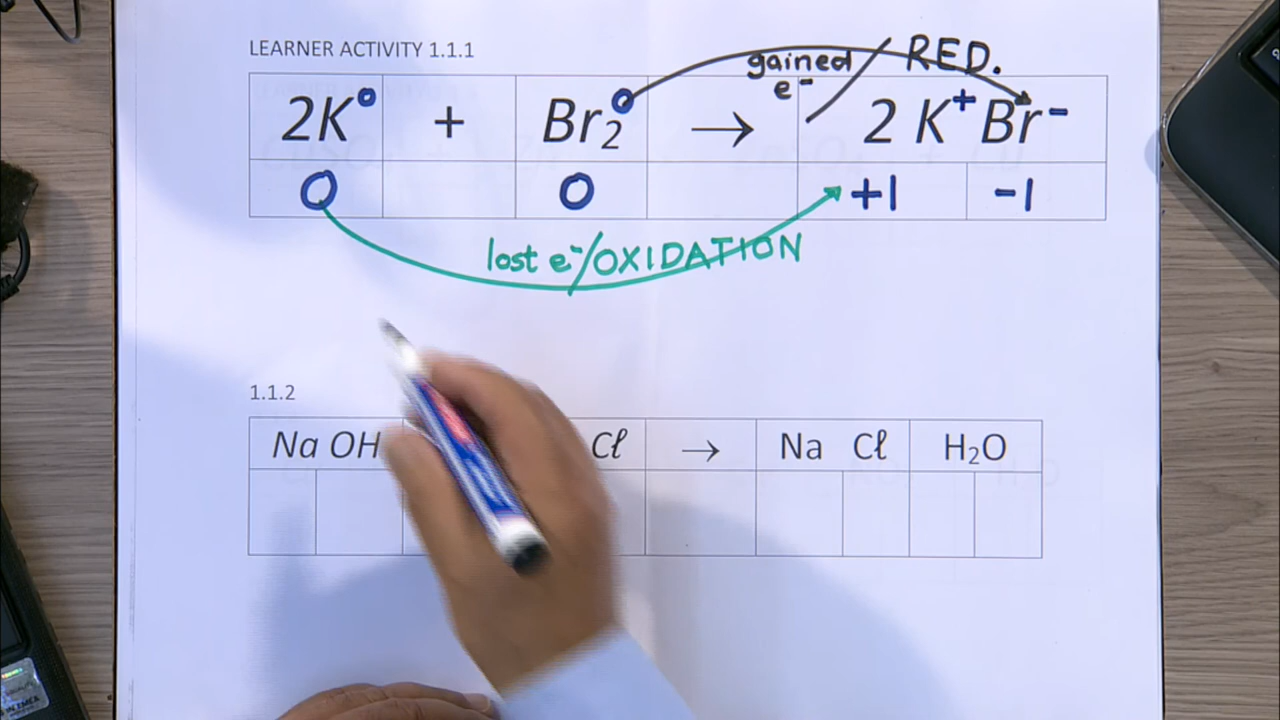 LEARNER ACTIVITY 1.1.1
gained / RED.
e⁻
2K⁰ + Br₂⁰ → 2 K⁺ Br⁻
0 0 +1 -1
lost e⁻/OXIDATION
1.1.2
Na OH Cℓ → Na Cℓ H₂O